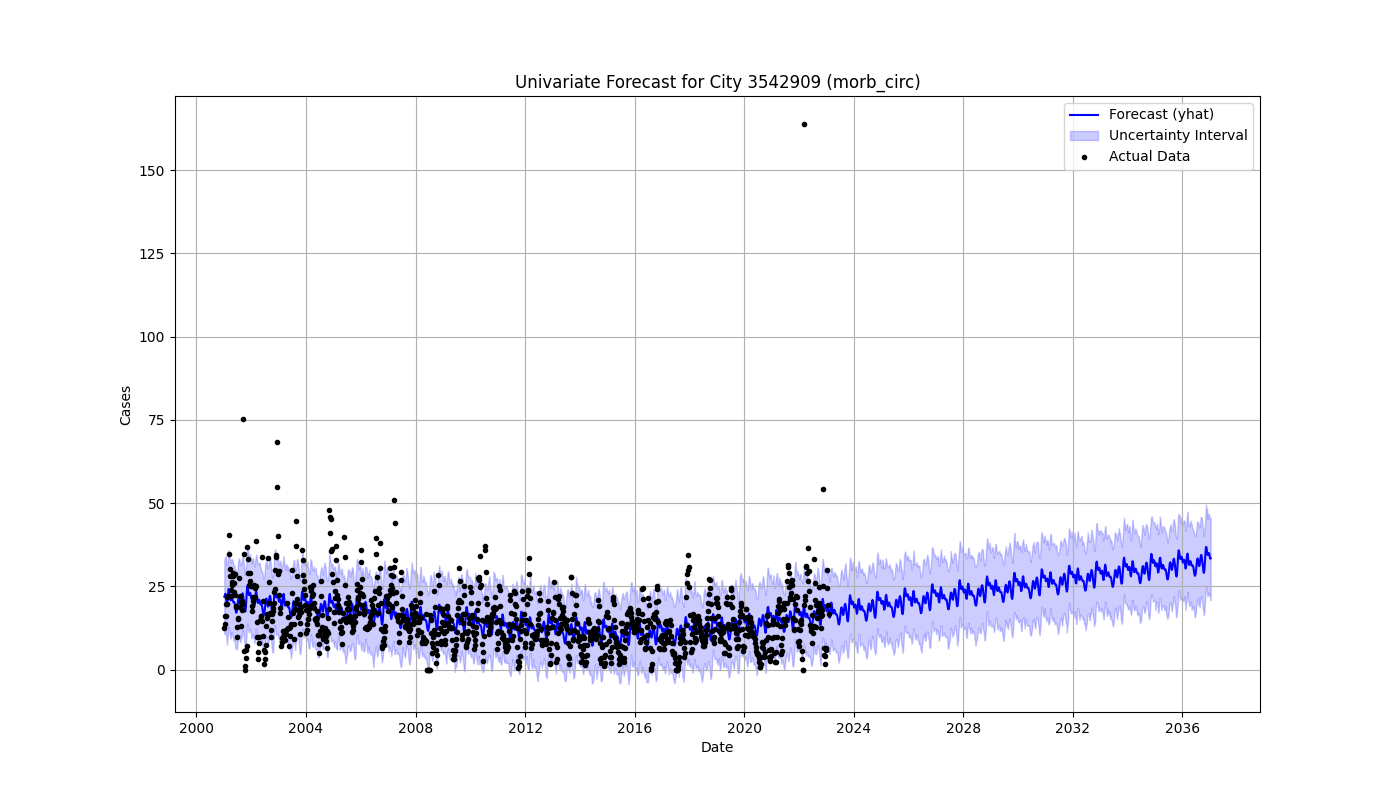 Univariate Forecast for City 3542909 (morb_circ)
Forecast (yhat)
Uncertainty Interval
Actual Data
150
125
100
75
50
25
0
Cases
2000 2004 2008 2012 2016 2020 2024 2028 2032 2036
Date